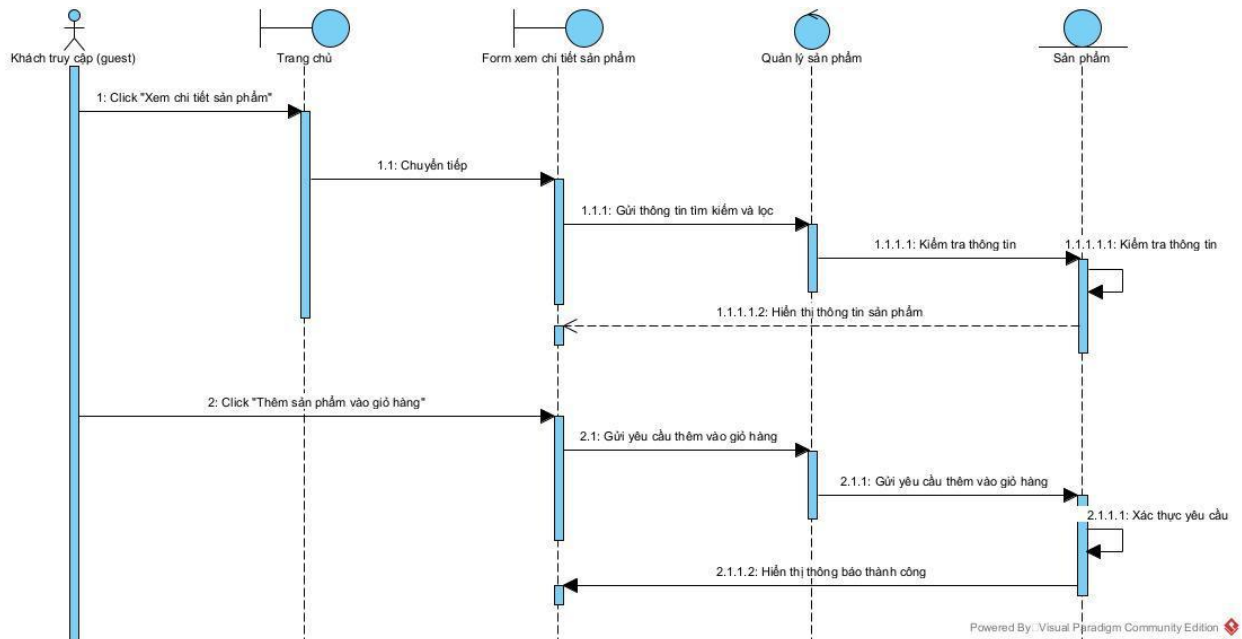 Khách truy cập (guest)
Trang chủ
Form xem chi tiết sản phẩm
Quản lý sản phẩm
Sản phẩm
1: Click "Xem chi tiết sản phẩm"
1.1: Chuyển tiếp
1.1.1: Gửi thông tin tìm kiếm và lọc
1.1.1.1: Kiểm tra thông tin
1.1.1.1.1: Kiểm tra thông tin
1.1.1.1.2: Hiển thị thông tin sản phẩm
2: Click "Thêm sản phẩm vào giỏ hàng"
2.1: Gửi yêu cầu thêm vào giỏ hàng
2.1.1: Gửi yêu cầu thêm vào giỏ hàng
2.1.1.1: Xác thực yêu cầu
2.1.1.2: Hiển thị thông báo thành công
Powered By: Visual Paradigm Community Edition